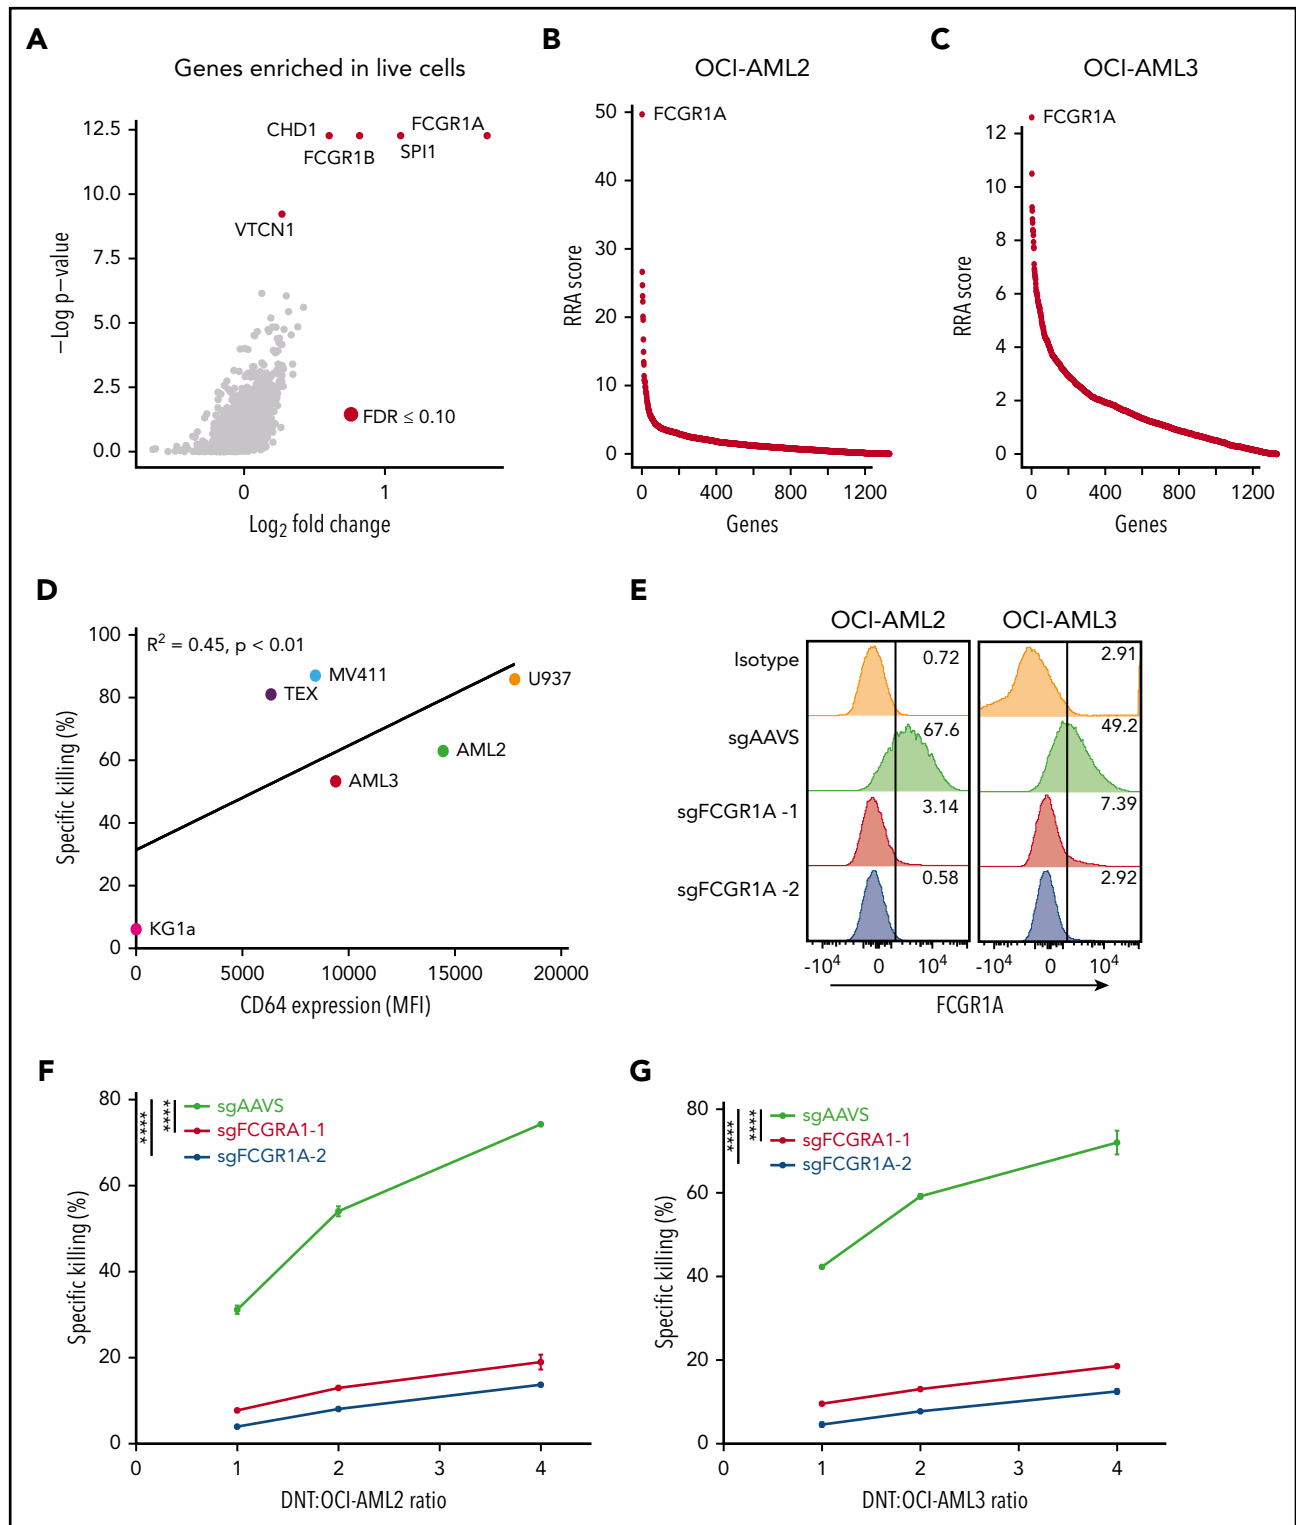 A
Genes enriched in live cells
12.5
10.0
7.5
5.0
2.5
0.0
−Log p−value
CHD1
FCGR1B
FCGR1A
SPI1
VTCN1
FDR ≤ 0.10
0
1
Log2 fold change
B
OCI-AML2
50
40
30
20
10
0
RRA score
FCGR1A
0
400
800
1200
Genes
C
OCI-AML3
12
10
8
6
4
2
0
RRA score
FCGR1A
0
400
800
1200
Genes
D
100
80
60
40
20
0
Specific killing (%)
R2 = 0.45, p < 0.01
MV411
TEX
U937
AML2
AML3
KG1a
0
5000
10000
15000
20000
CD64 expression (MFI)
E
OCI-AML2
OCI-AML3
Isotype
0.72
2.91
sgAAVS
67.6
49.2
sgFCGR1A -1
3.14
7.39
sgFCGR1A -2
0.58
2.92
-104
0
104
-104
0
104
FCGR1A
F
80
60
40
20
0
Specific killing (%)
****
****
sgAAVS
sgFCGRA1-1
sgFCGR1A-2
0
1
2
3
4
DNT:OCI-AML2 ratio
G
80
60
40
20
0
Specific killing (%)
****
****
sgAAVS
sgFCGRA1-1
sgFCGR1A-2
0
1
2
3
4
DNT:OCI-AML3 ratio